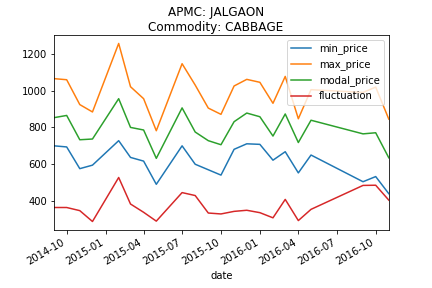 APMC: JALGAON
Commodity: CABBAGE
1200
1000
800
600
400
min_price
max_price
modal_price
fluctuation
2014-10
2015-01
2015-04
2015-07
2015-10
2016-01
2016-04
2016-07
2016-10
date